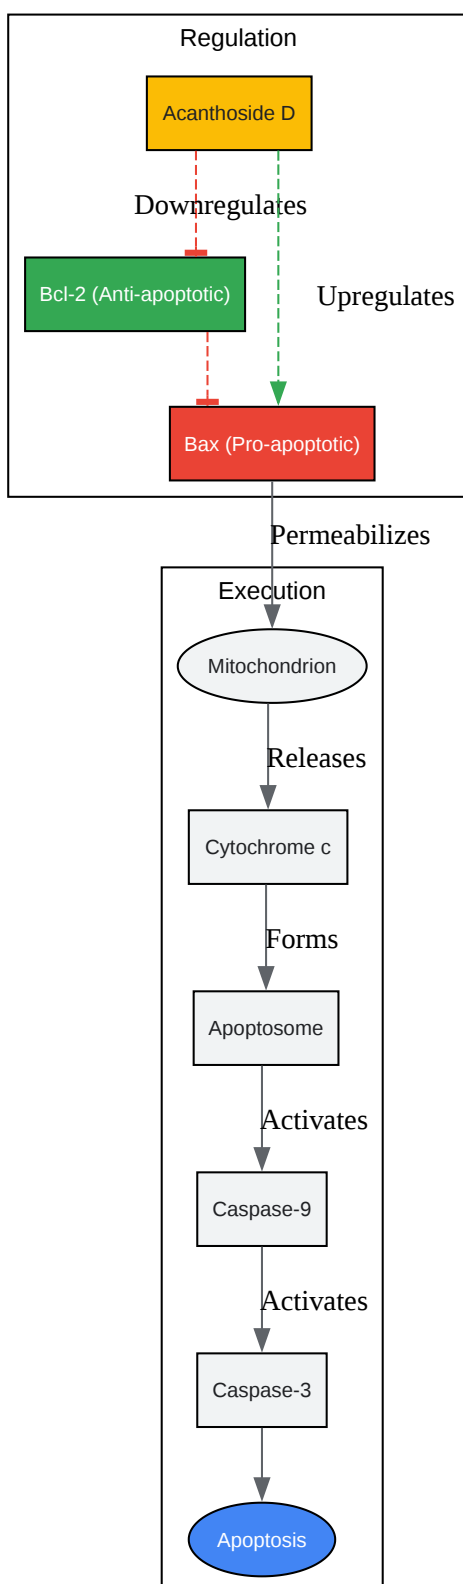 Regulation
Acanthoside D
Downregulates
Bcl-2 (Anti-apoptotic)
Upregulates
Bax (Pro-apoptotic)
Permeabilizes
Execution
Mitochondrion
Releases
Cytochrome c
Forms
Apoptosome
Activates
Caspase-9
Activates
Caspase-3
Apoptosis